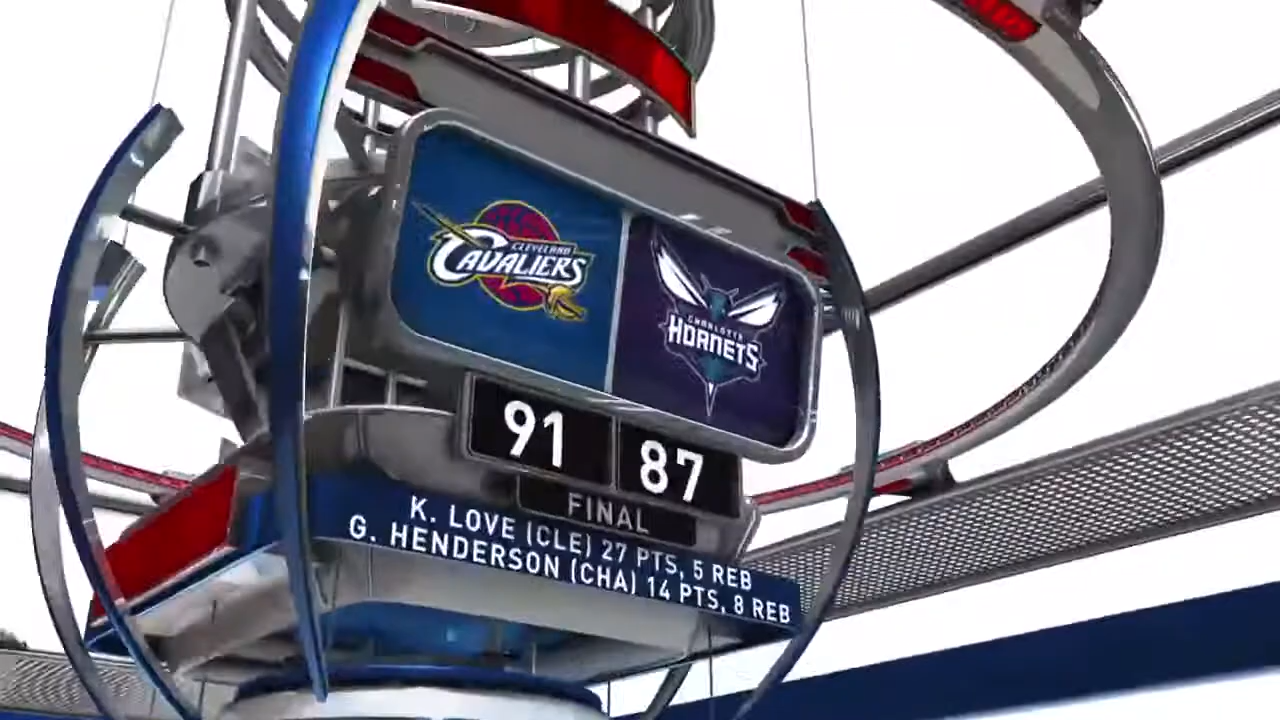 CLEVELAND
CAVALIERS
CHARLOTTE
HORNETS
91
87
FINAL
K. LOVE (CLE) 27 PTS, 5 REB
G. HENDERSON (CHA) 14 PTS, 8 REB